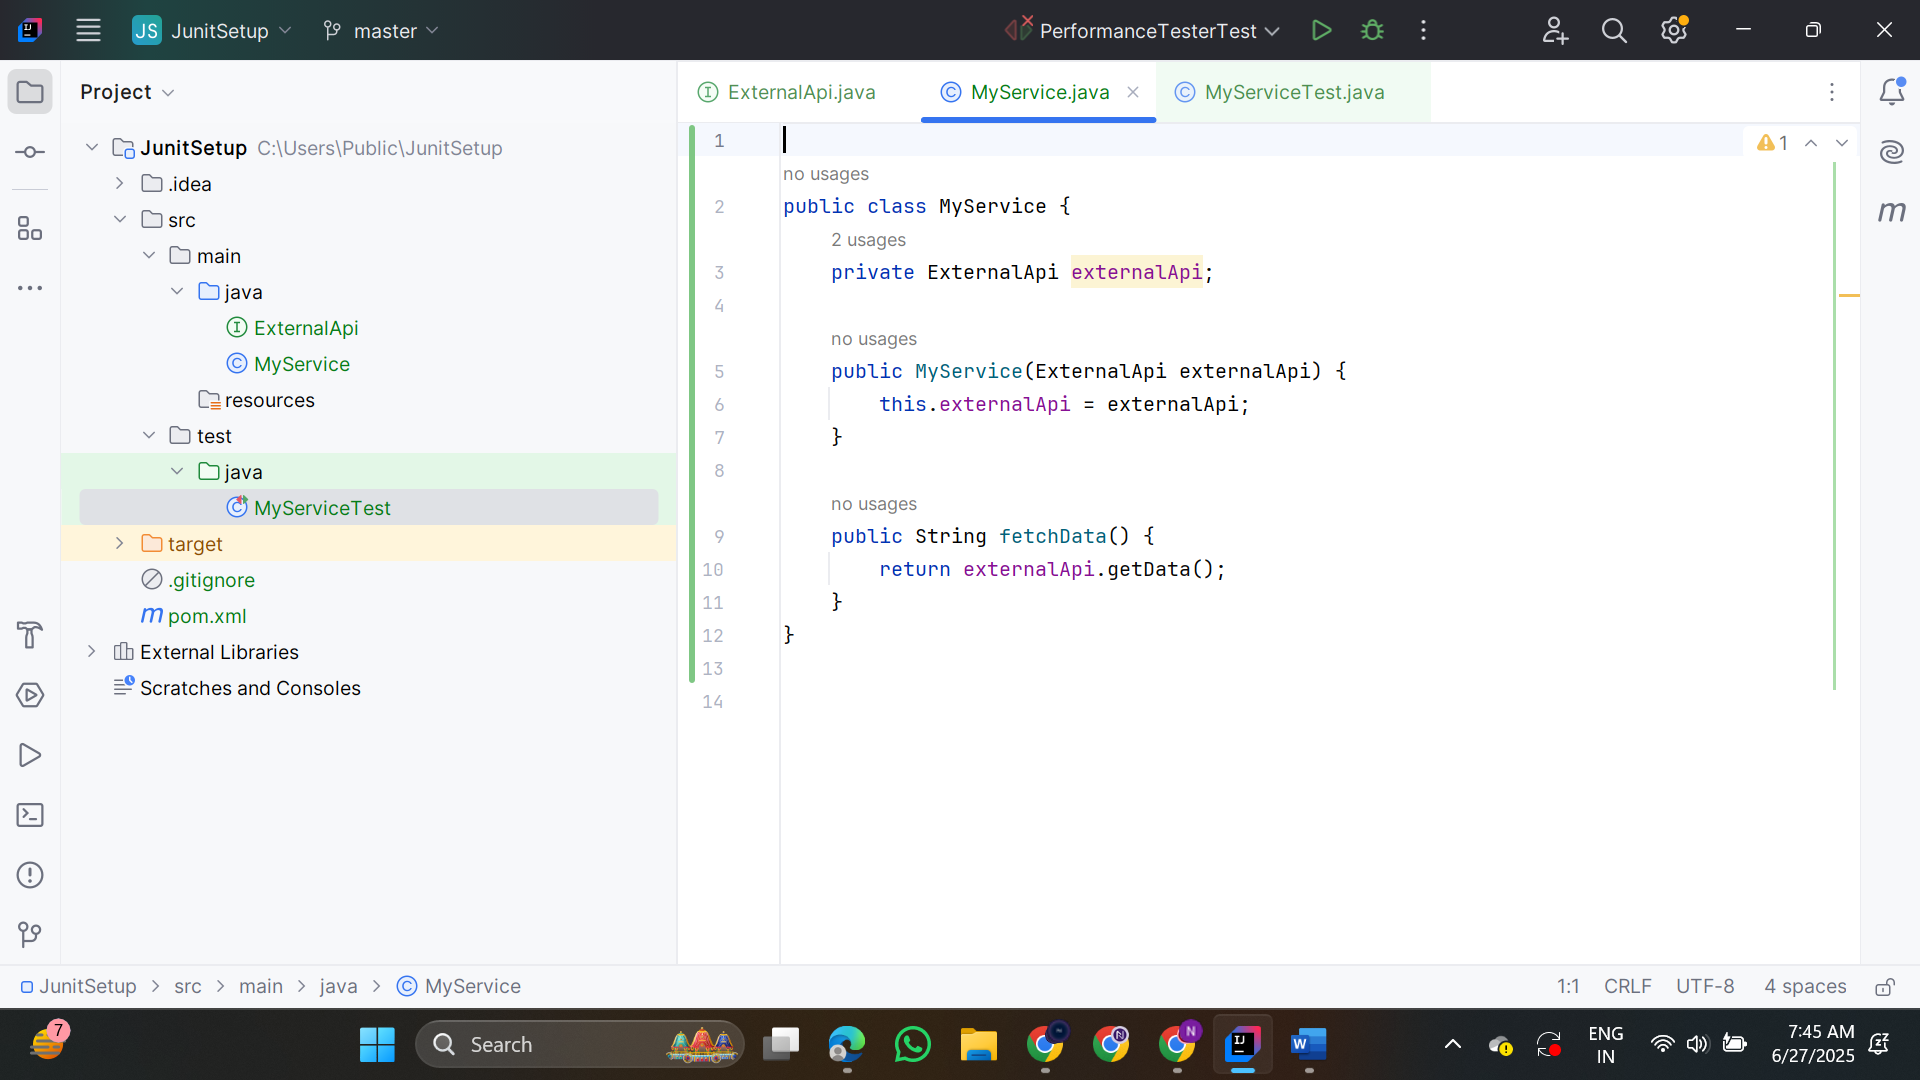 JS JunitSetup master PerformanceTesterTest
Project
ExternalApi.java MyService.java MyServiceTest.java
JunitSetup C:\Users\Public\JunitSetup
.idea
src
main
java
ExternalApi
MyService
resources
test
java
MyServiceTest
target
.gitignore
pom.xml
External Libraries
Scratches and Consoles
1
no usages
2 public class MyService {
2 usages
3 private ExternalApi externalApi;
4
no usages
5 public MyService(ExternalApi externalApi) {
6 this.externalApi = externalApi;
7 }
8
no usages
9 public String fetchData() {
10 return externalApi.getData();
11 }
12 }
13
14
1
m
JunitSetup > src > main > java > MyService
1:1 CRLF UTF-8 4 spaces
7
Search
ENG
IN
7:45 AM
6/27/2025